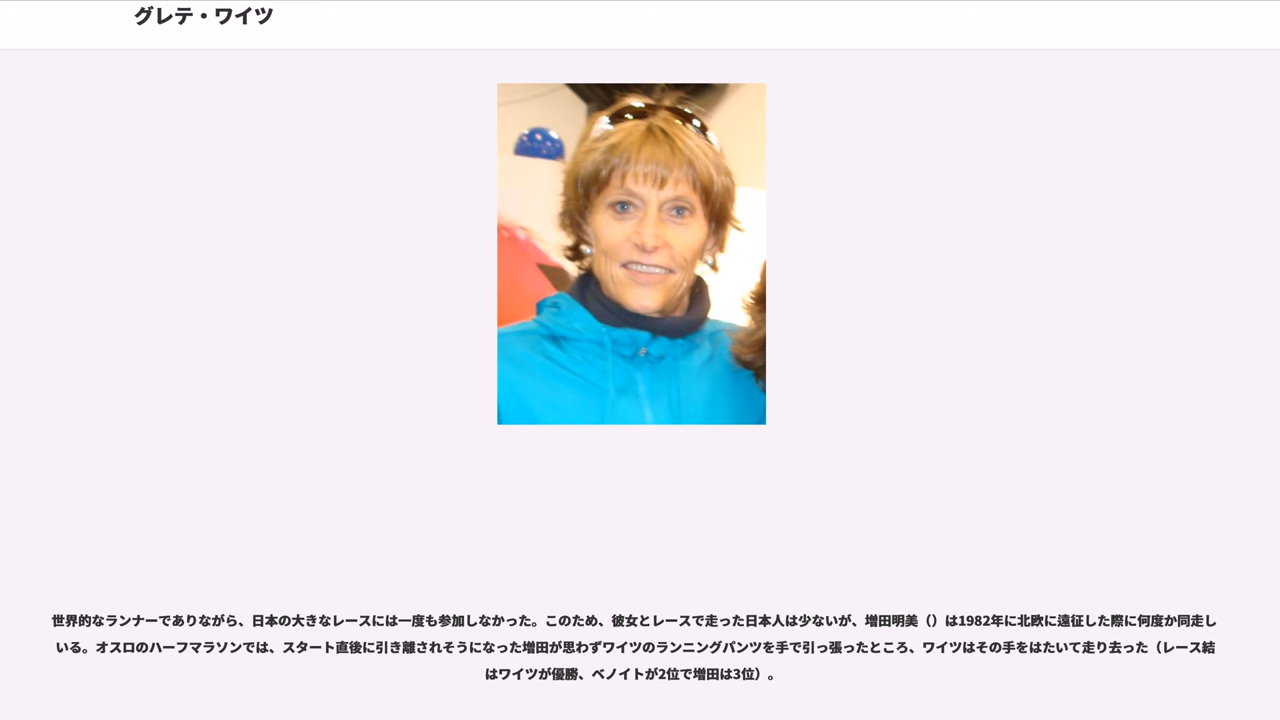 グレテ・ワイツ
世界的なランナーでありながら、日本の大きなレースには一度も参加しなかった。このため、彼女とレースで走った日本人は少ないが、増田明美（）は1982年に北欧に遠征した際に何度か同走し
いる。オスロのハーフマラソンでは、スタート直後に引き離されそうになった増田が思わずワイツのランニングパンツを手で引っ張ったところ、ワイツはその手をはたいて走り去った（レース結
はワイツが優勝、ベノイトが2位で増田は3位）。